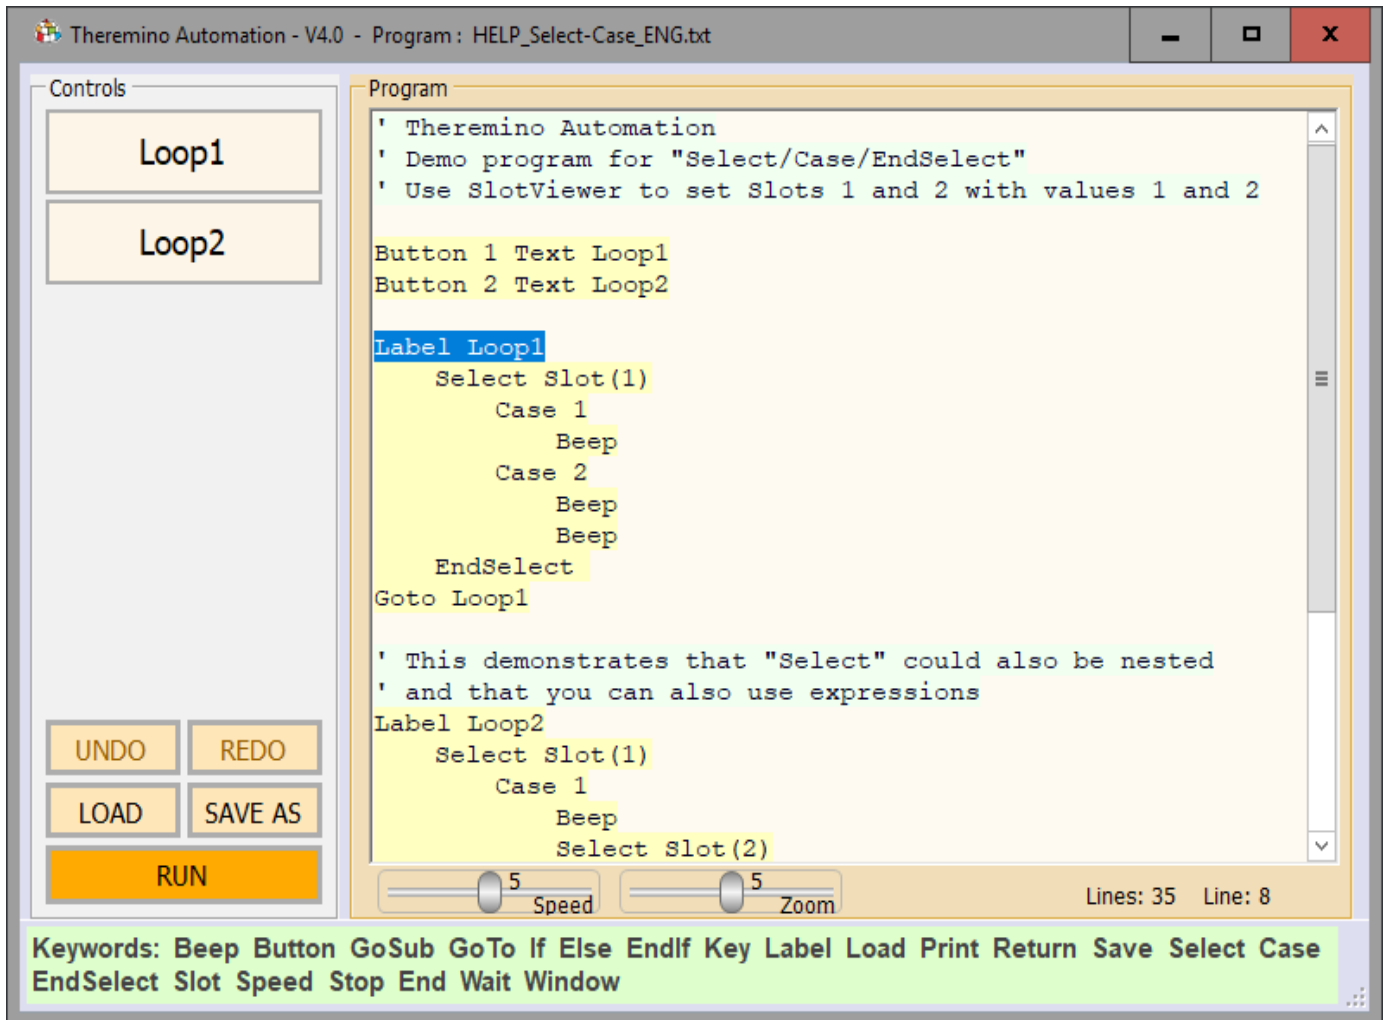 Theremino Automation - V4.0 - Program : HELP_Select-Case_ENG.txt
Controls
Loop1
Loop2
UNDO REDO
LOAD SAVE AS
RUN
Program
' Theremino Automation
' Demo program for "Select/Case/EndSelect"
' Use SlotViewer to set Slots 1 and 2 with values 1 and 2
Button 1 Text Loop1
Button 2 Text Loop2
Label Loop1
Select Slot(1)
Case 1
Beep
Case 2
Beep
Beep
EndSelect
Goto Loop1
' This demonstrates that "Select" could also be nested
' and that you can also use expressions
Label Loop2
Select Slot(1)
Case 1
Beep
Select Slot(2)
5 Speed 5 Zoom Lines: 35 Line: 8
Keywords: Beep Button GoSub GoTo If Else EndIf Key Label Load Print Return Save Select Case
EndSelect Slot Speed Stop End Wait Window